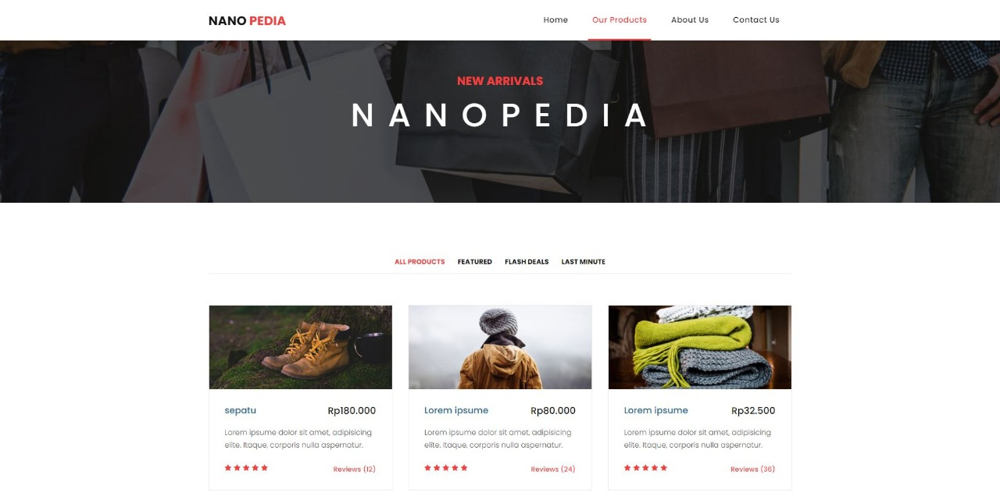 NANO PEDIA
Home Our Products About Us Contact Us
NEW ARRIVALS
NANOPEDIA
ALL PRODUCTS FEATURED FLASH DEALS LAST MINUTE
sepatu Rp180.000
Lorem ipsume dolor sit amet, adipisicing
elite. Itaque, corporis nulla aspernatur.
Reviews (12)
Lorem ipsume Rp80.000
Lorem ipsume dolor sit amet, adipisicing
elite. Itaque, corporis nulla aspernatur.
Reviews (24)
Lorem ipsume Rp32.500
Lorem ipsume dolor sit amet, adipisicing
elite. Itaque, corporis nulla aspernatur.
Reviews (36)